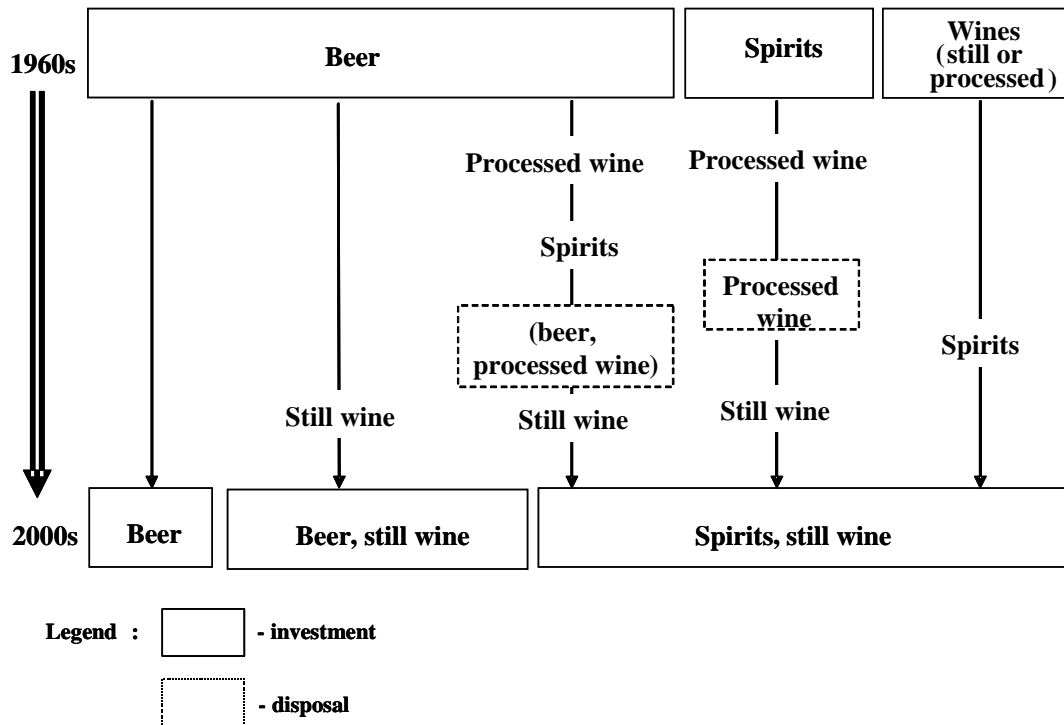 1960s
Beer
Spirits
Wines
(still or
processed)
Processed wine
Processed wine
Spirits
Processed
wine
(beer,
processed wine)
Spirits
Still wine
Still wine
Still wine
2000s
Beer
Beer, still wine
Spirits, still wine
Legend :
- investment
- disposal